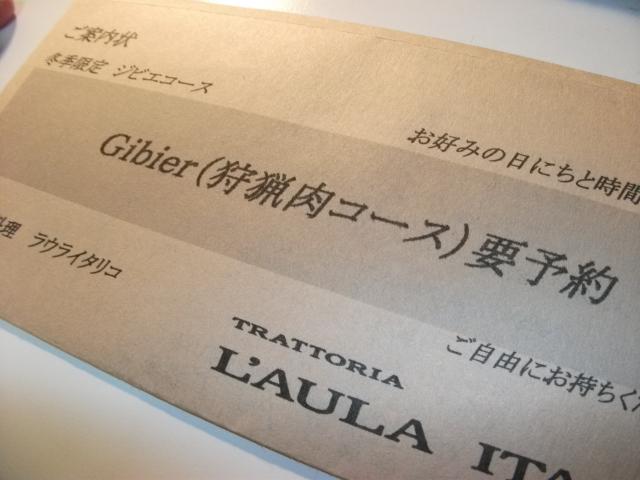 ご案内状
冬季限定 ジビエコース
お好みの日にちと時間
Gibier(狩猟肉コース)要予約
理 ラウライタリコ
ご自由にお持ちく
TRATTORIA
L'AULA ITA